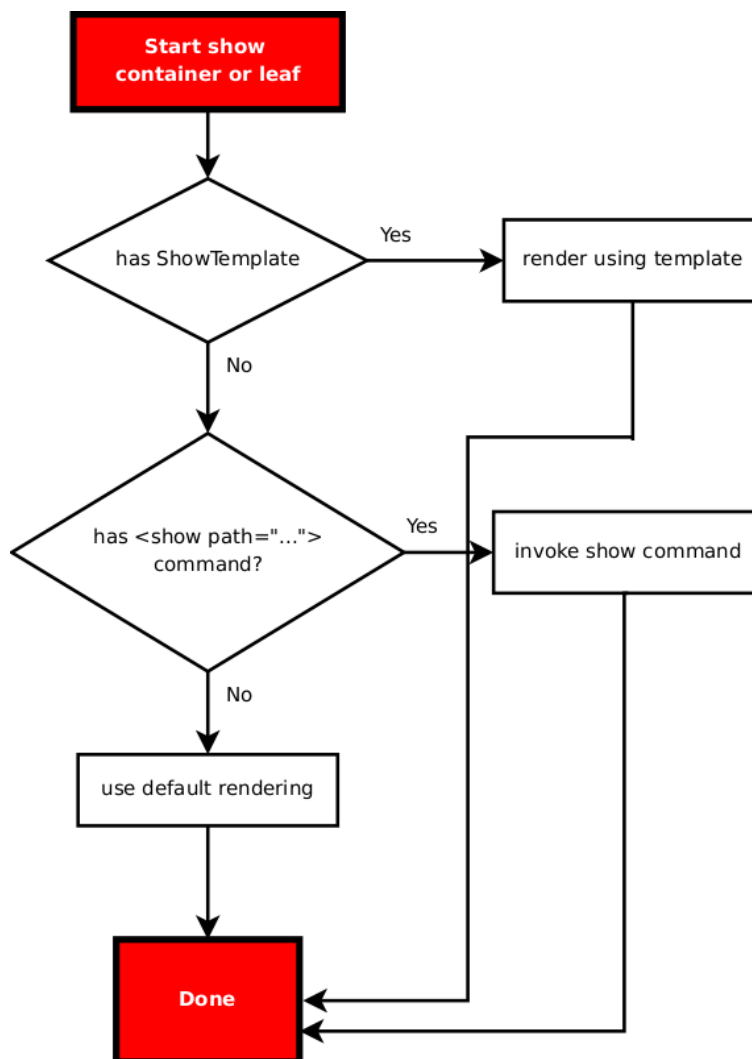 Start show
container or leaf
has ShowTemplate
Yes
render using template
No
has <show path="...">
command?
Yes
invoke show command
No
use default rendering
Done